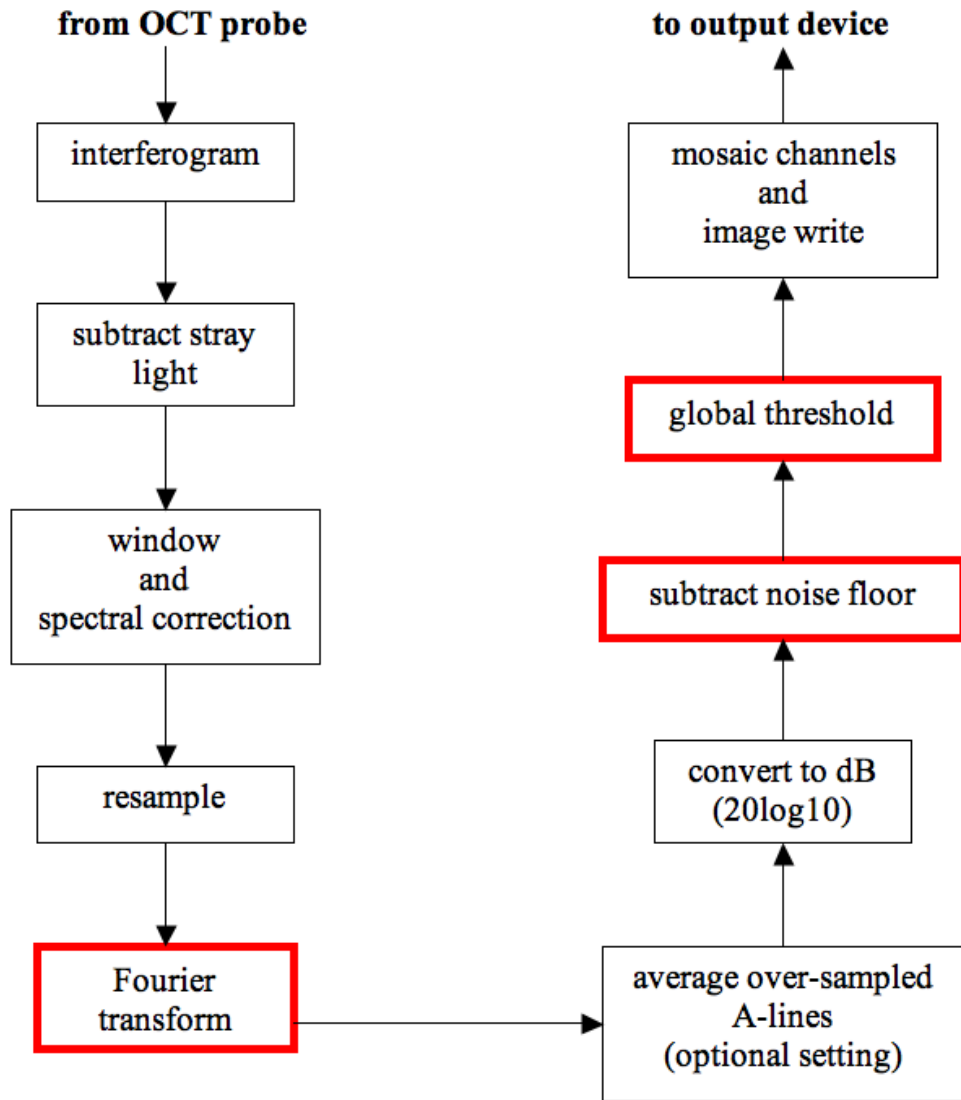 from OCT probe
interferogram
subtract stray
light
window
and
spectral correction
resample
Fourier
transform
average over-sampled
A-lines
(optional setting)
convert to dB
(20log10)
subtract noise floor
global threshold
mosaic channels
and
image write
to output device